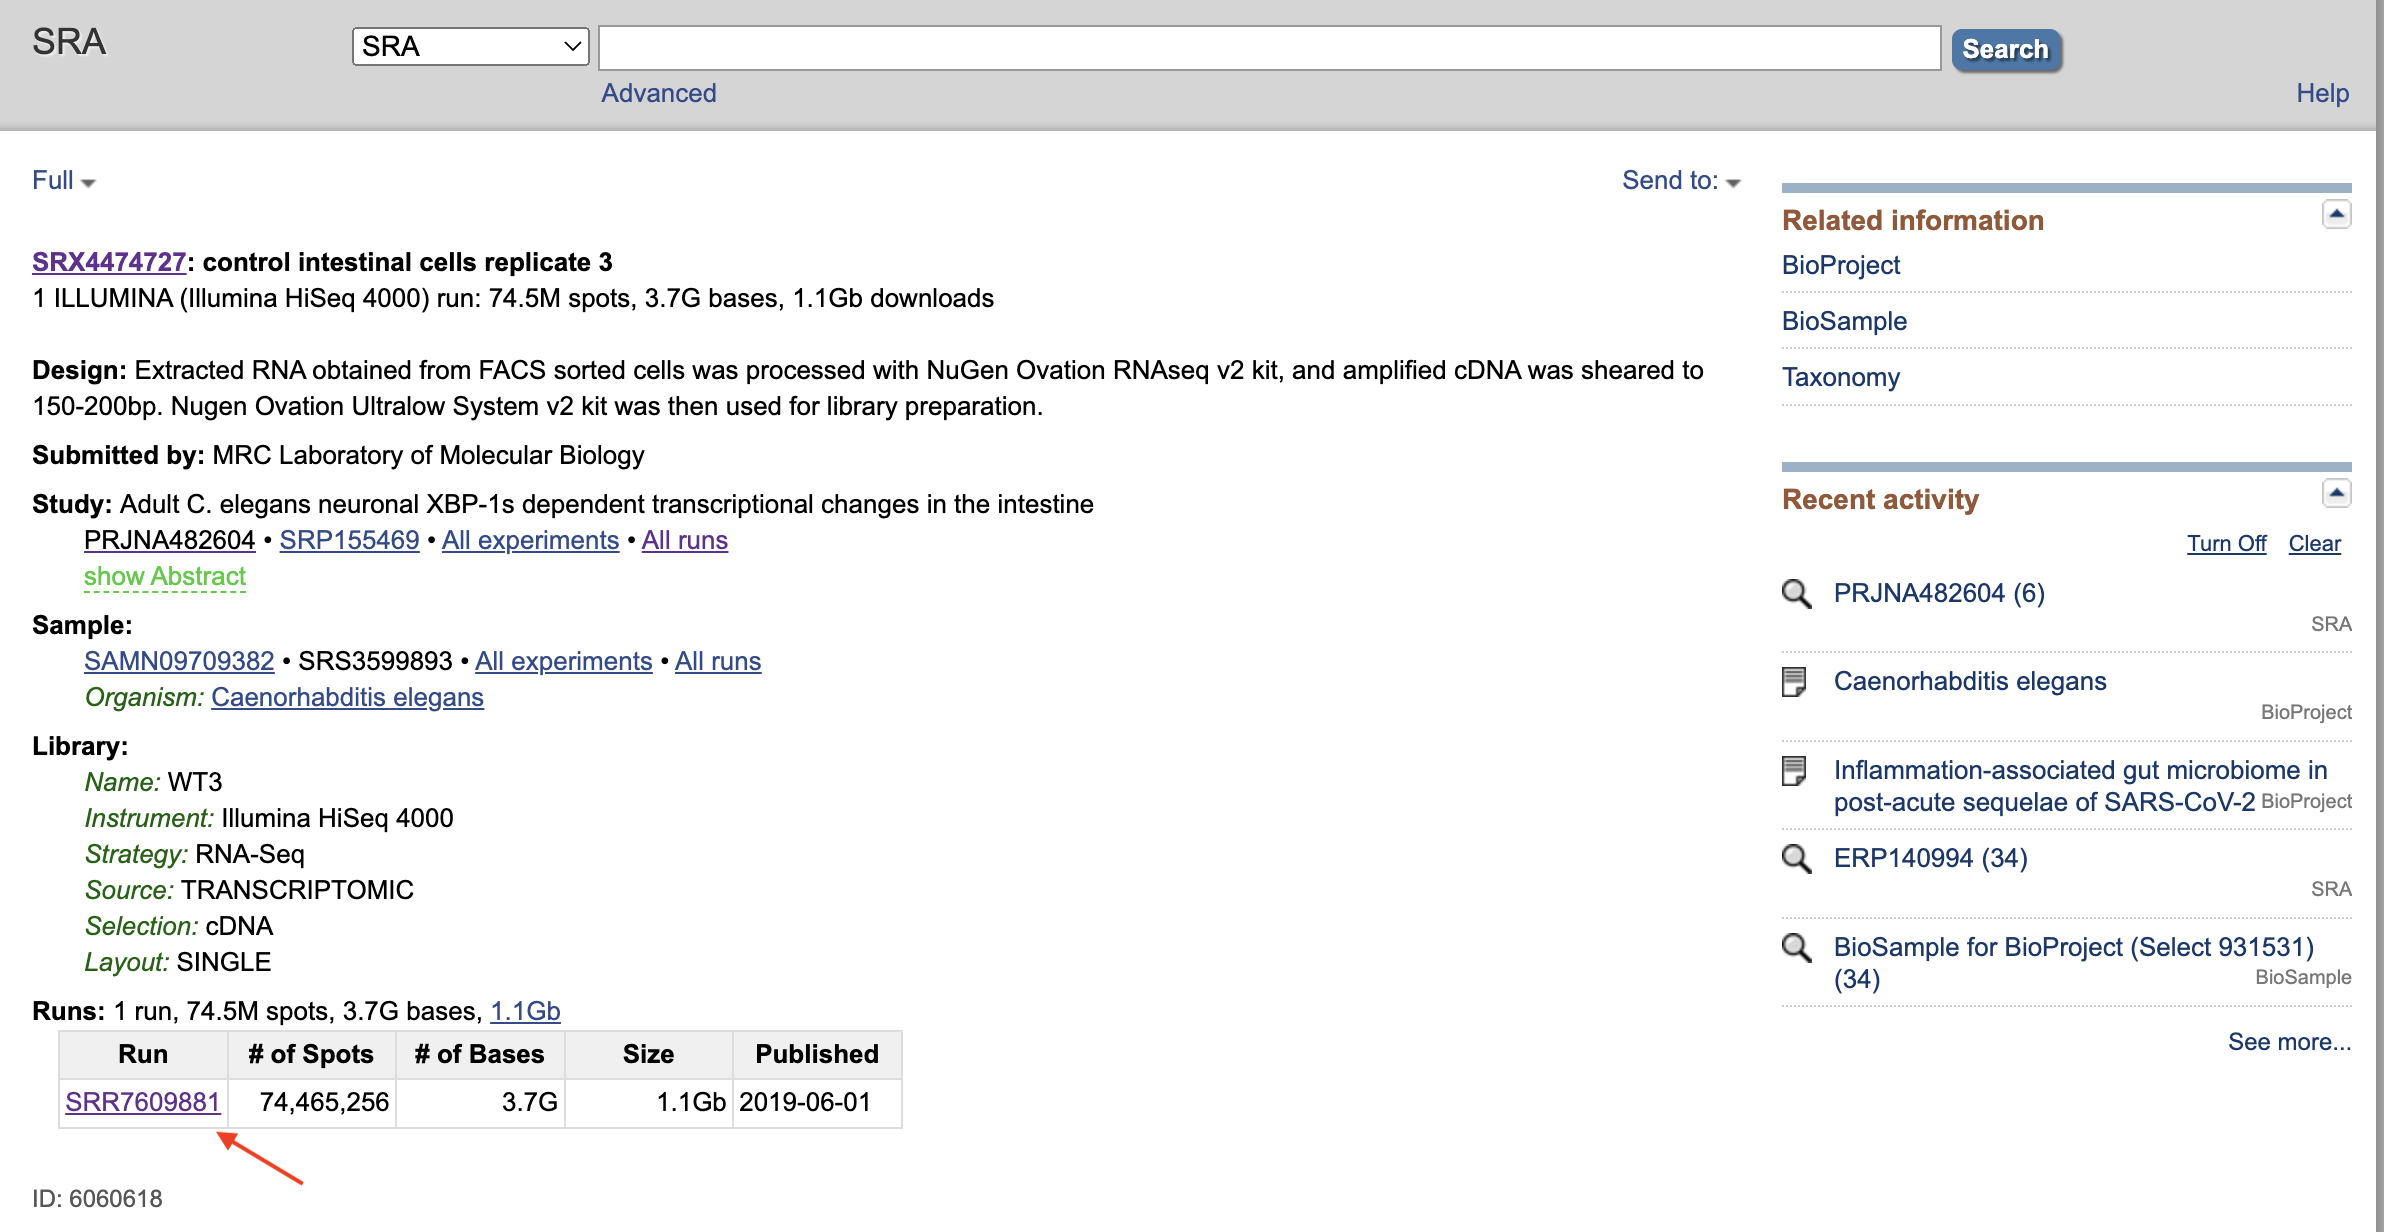 SRA
SRA
Search
Advanced
Help
Full
Send to:
SRX4474727: control intestinal cells replicate 3
1 ILLUMINA (Illumina HiSeq 4000) run: 74.5M spots, 3.7G bases, 1.1Gb downloads
Design: Extracted RNA obtained from FACS sorted cells was processed with NuGen Ovation RNAseq v2 kit, and amplified cDNA was sheared to
150-200bp. Nugen Ovation Ultralow System v2 kit was then used for library preparation.
Submitted by: MRC Laboratory of Molecular Biology
Study: Adult C. elegans neuronal XBP-1s dependent transcriptional changes in the intestine
PRJNA482604 • SRP155469 • All experiments • All runs
show Abstract
Sample:
SAMN09709382 • SRS3599893 • All experiments • All runs
Organism: Caenorhabditis elegans
Library:
Name: WT3
Instrument: Illumina HiSeq 4000
Strategy: RNA-Seq
Source: TRANSCRIPTOMIC
Selection: cDNA
Layout: SINGLE
Runs: 1 run, 74.5M spots, 3.7G bases, 1.1Gb
Run # of Spots # of Bases Size Published
SRR7609881 74,465,256 3.7G 1.1Gb 2019-06-01
ID: 6060618
Related information
BioProject
BioSample
Taxonomy
Recent activity
Turn Off Clear
PRJNA482604 (6)
SRA
Caenorhabditis elegans
BioProject
Inflammation-associated gut microbiome in
post-acute sequelae of SARS-CoV-2 BioProject
ERP140994 (34)
SRA
BioSample for BioProject (Select 931531)
(34) BioSample
See more...